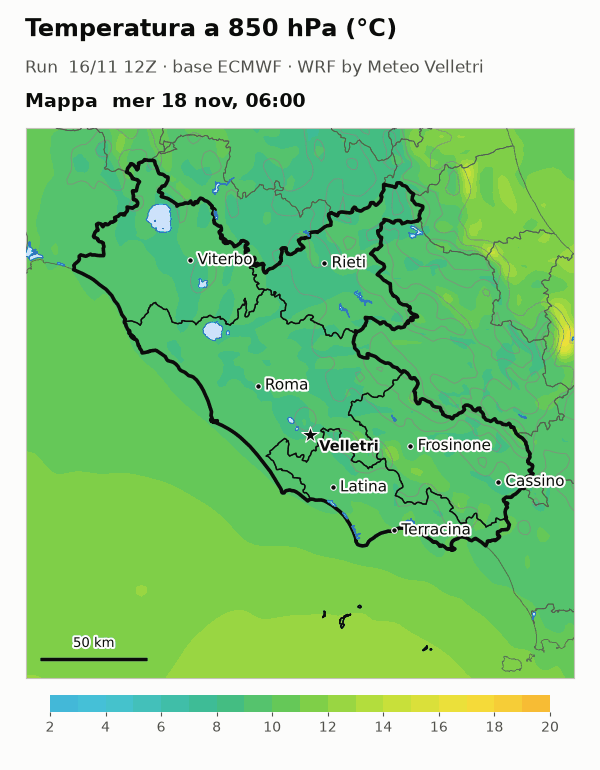 Temperatura a 850 hPa (°C)
Run  16/11 12Z · base ECMWF · WRF by Meteo Velletri
Mappa  mer 18 nov, 06:00
Viterbo
Rieti
Roma
Velletri
Frosinone
Latina
Cassino
Terracina
50 km
2 4 6 8 10 12 14 16 18 20